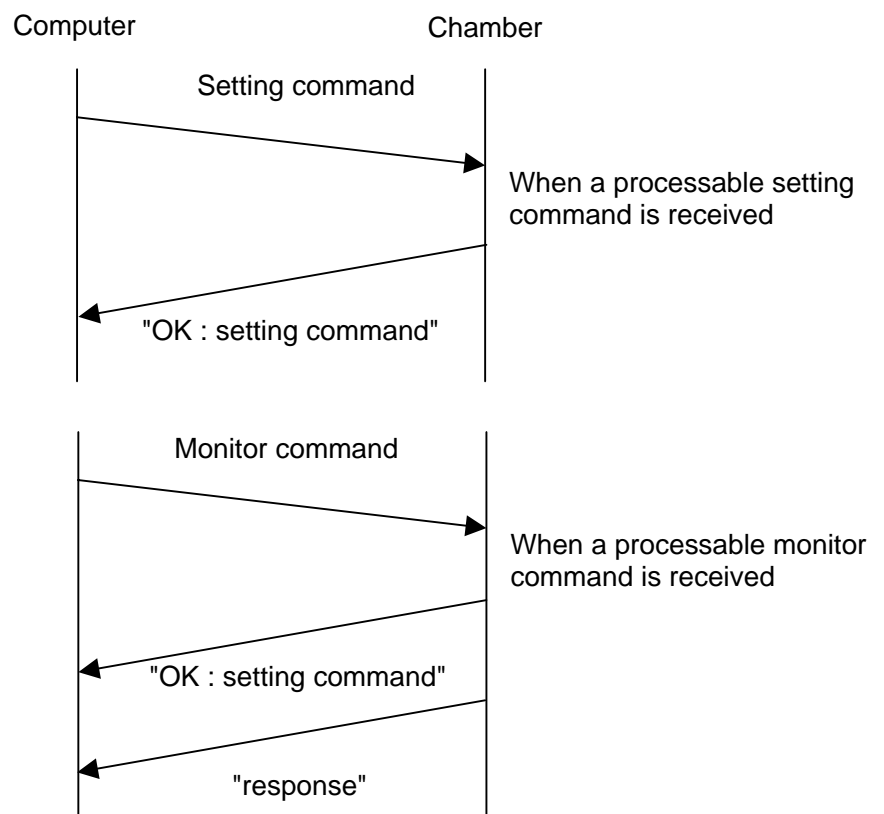 Computer
Chamber
Setting command
When a processable setting
command is received
"OK : setting command"
Monitor command
When a processable monitor
command is received
"OK : setting command"
"response"